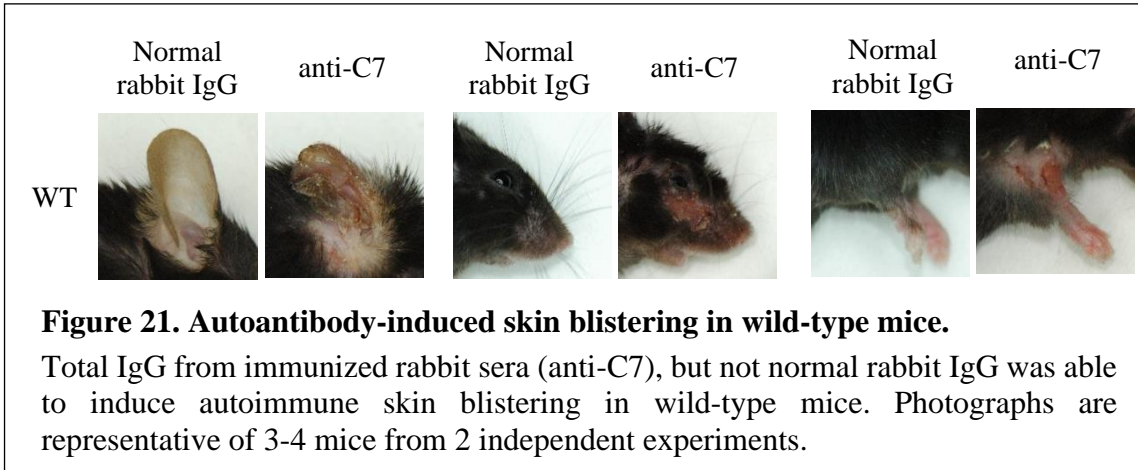 Normal rabbit IgG
anti-C7
Normal rabbit IgG
anti-C7
Normal rabbit IgG
anti-C7
WT
Figure 21. Autoantibody-induced skin blistering in wild-type mice.
Total IgG from immunized rabbit sera (anti-C7), but not normal rabbit IgG was able
to induce autoimmune skin blistering in wild-type mice. Photographs are
representative of 3-4 mice from 2 independent experiments.